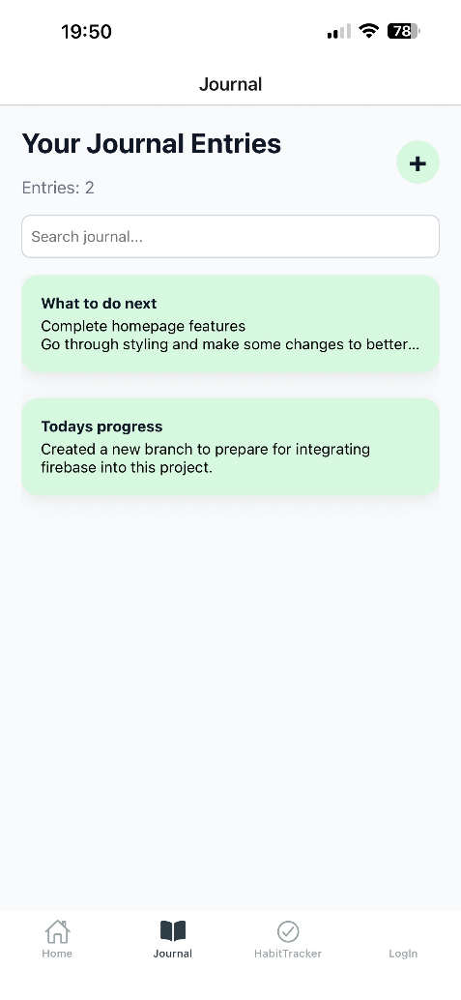 19:50
78
Journal
Your Journal Entries
Entries: 2
Search journal...
What to do next
Complete homepage features
Go through styling and make some changes to better...
Todays progress
Created a new branch to prepare for integrating
firebase into this project.
Home
Journal
HabitTracker
LogIn